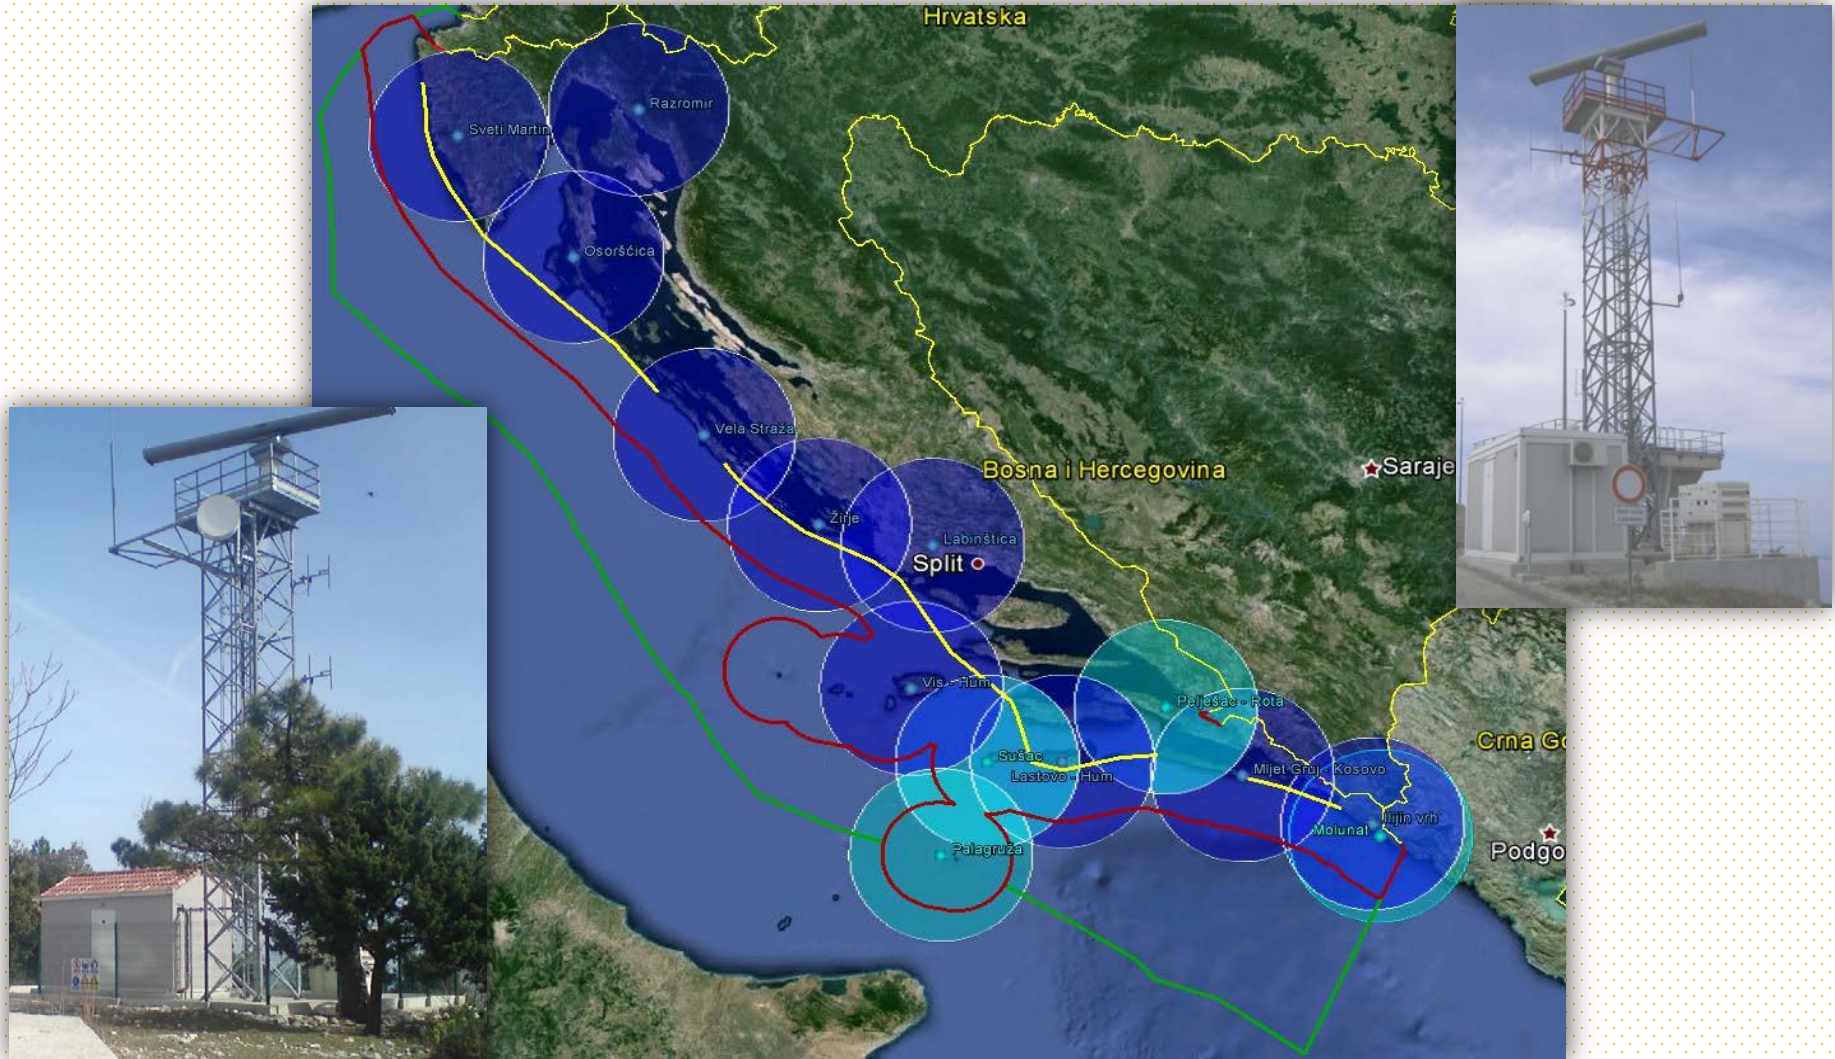 Hrvatska
Razromir
Sveti Martin
Osoršćica
Vela Straža
Bosna i Hercegovina
Saraje
Žirje
Labinštica
Split
Vis - Hum
Pelješac - Rota
Sušac
Lastovo - Hum
Mljet Gruj - Kosovo
Crna Go
Ilijin vrh
Molunat
Podgo
Palagruža